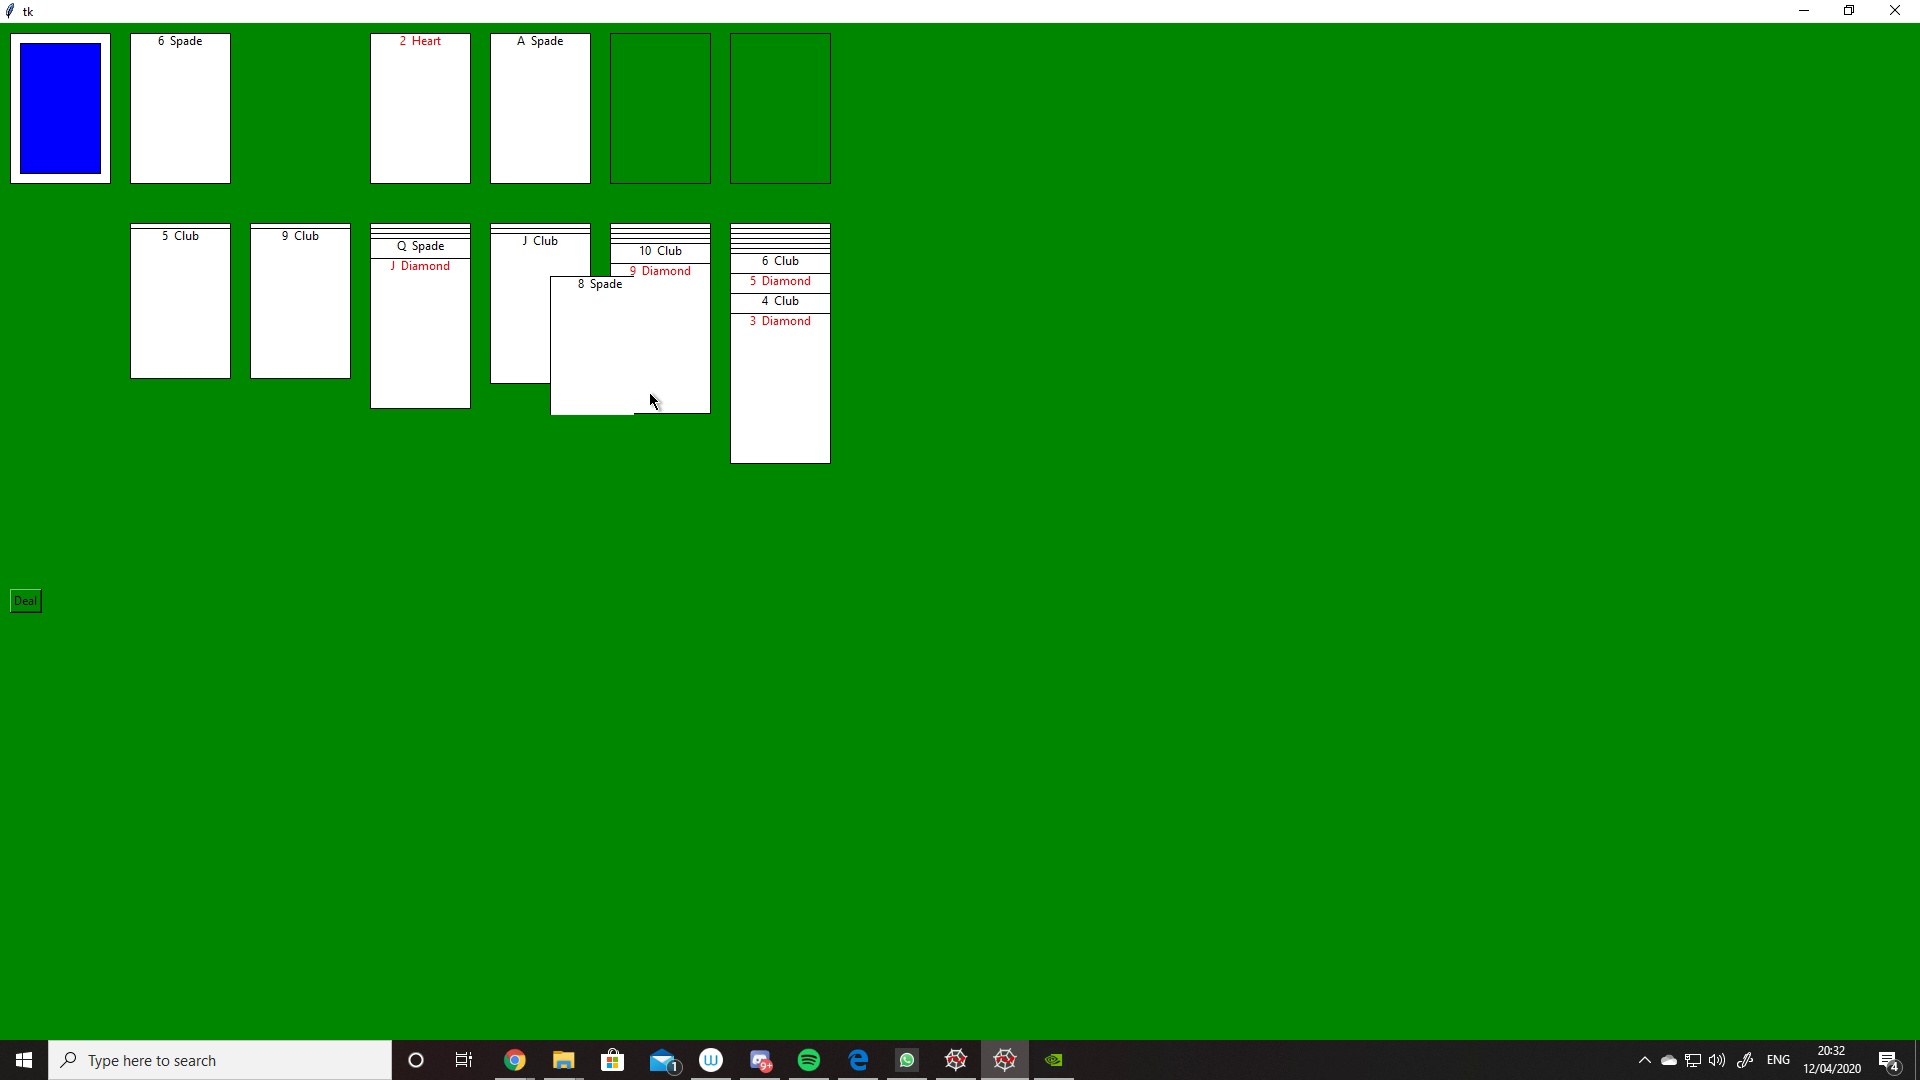 tk
6 Spade
2 Heart
A Spade
5 Club
9 Club
Q Spade
J Diamond
J Club
10 Club
9 Diamond
8 Spade
6 Club
5 Diamond
4 Club
3 Diamond
Deal
Type here to search
1
W
9+
ENG
20:32
12/04/2020
4